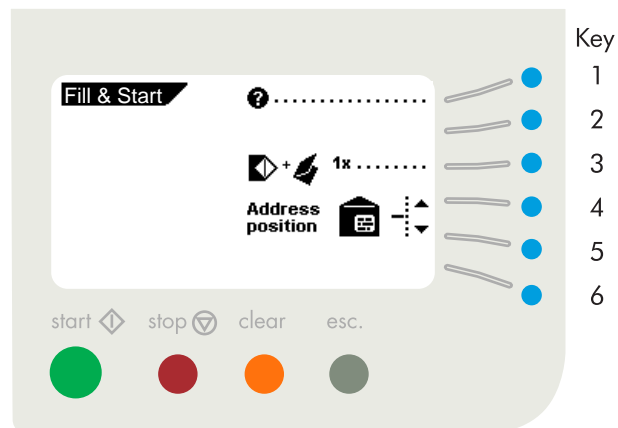 Key
Fill & Start
?
1
2
+ 1x
3
Address
position
4
5
6
start stop clear esc.